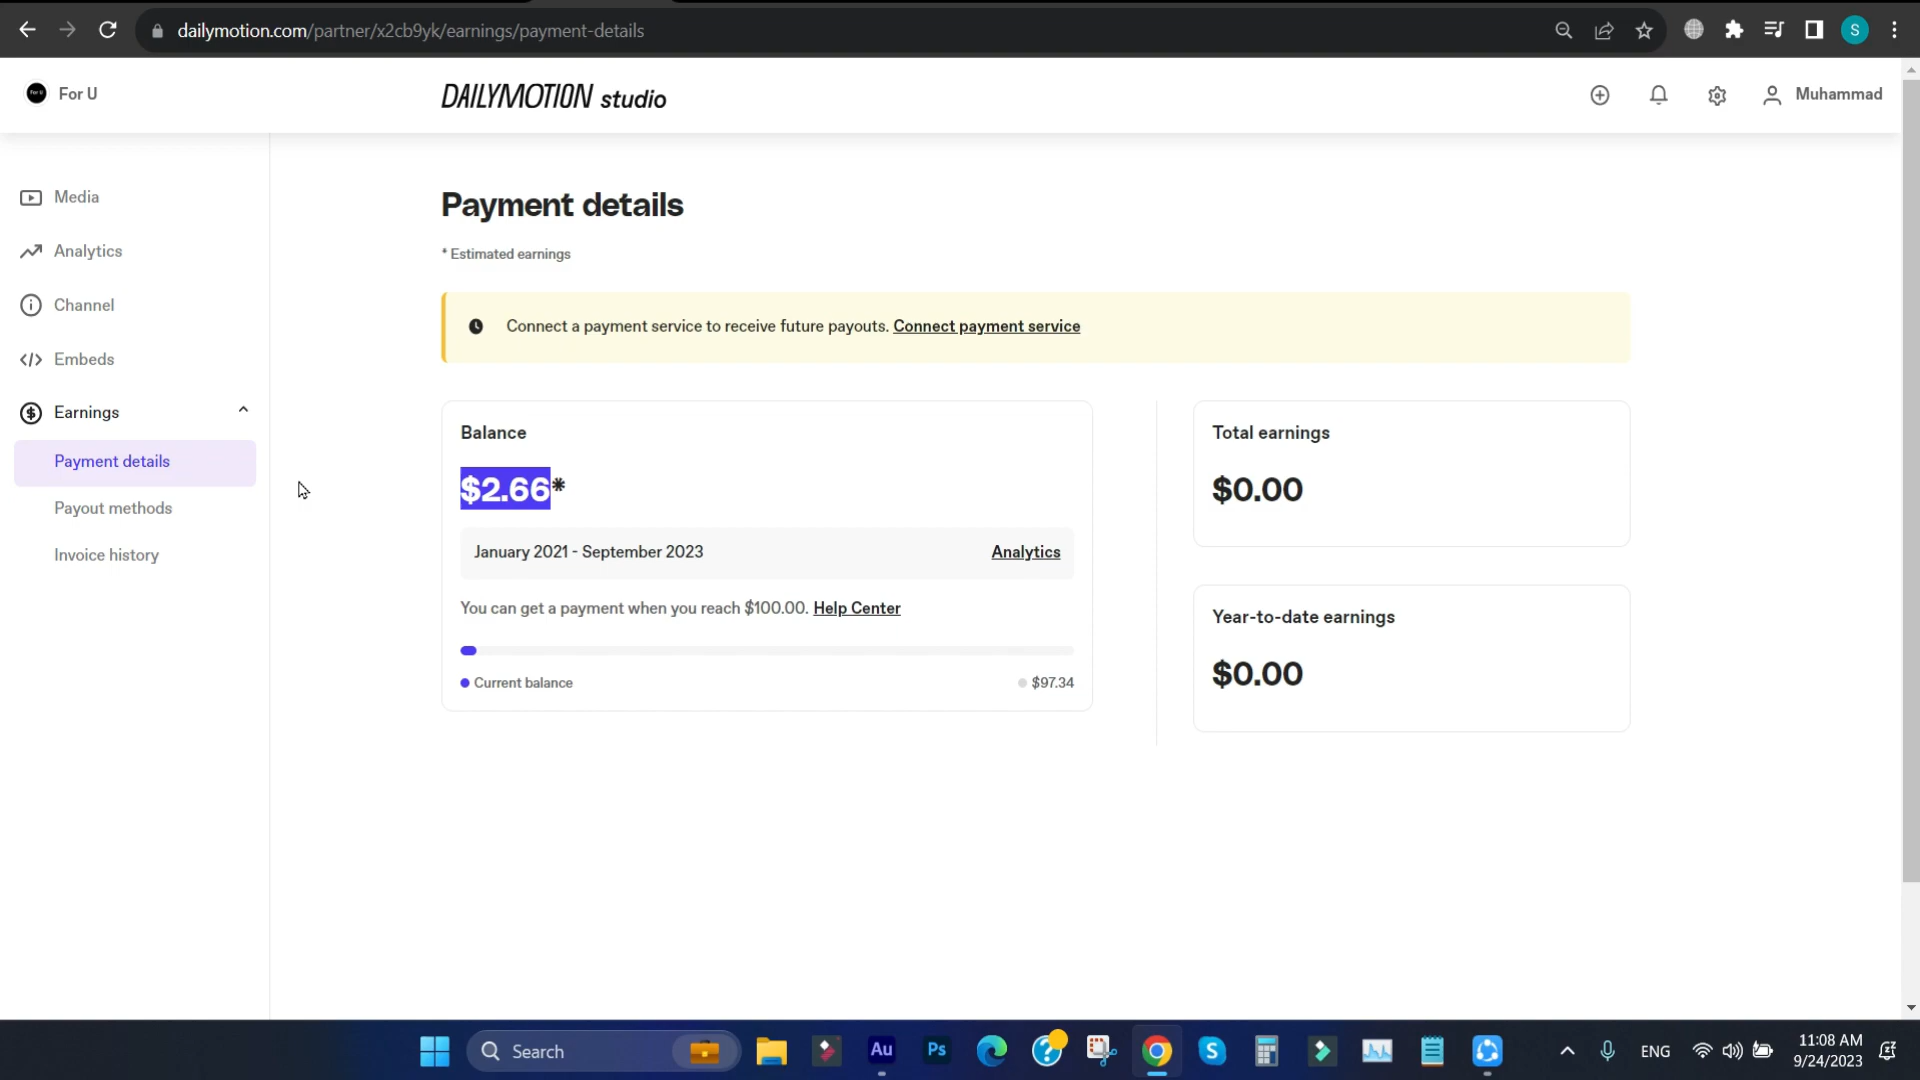 dailymotion.com/partner/x2cb9yk/earnings/payment-details
S
For U
DAILYMOTION studio
Muhammad
Media
Analytics
Channel
Embeds
Earnings
Payment details
Payout methods
Invoice history
Payment details
* Estimated earnings
Connect a payment service to receive future payouts. Connect payment service
Balance
$2.66*
January 2021 - September 2023
Analytics
You can get a payment when you reach $100.00. Help Center
Current balance
$97.34
Total earnings
$0.00
Year-to-date earnings
$0.00
Search
Au
Ps
ENG
11:08 AM
9/24/2023